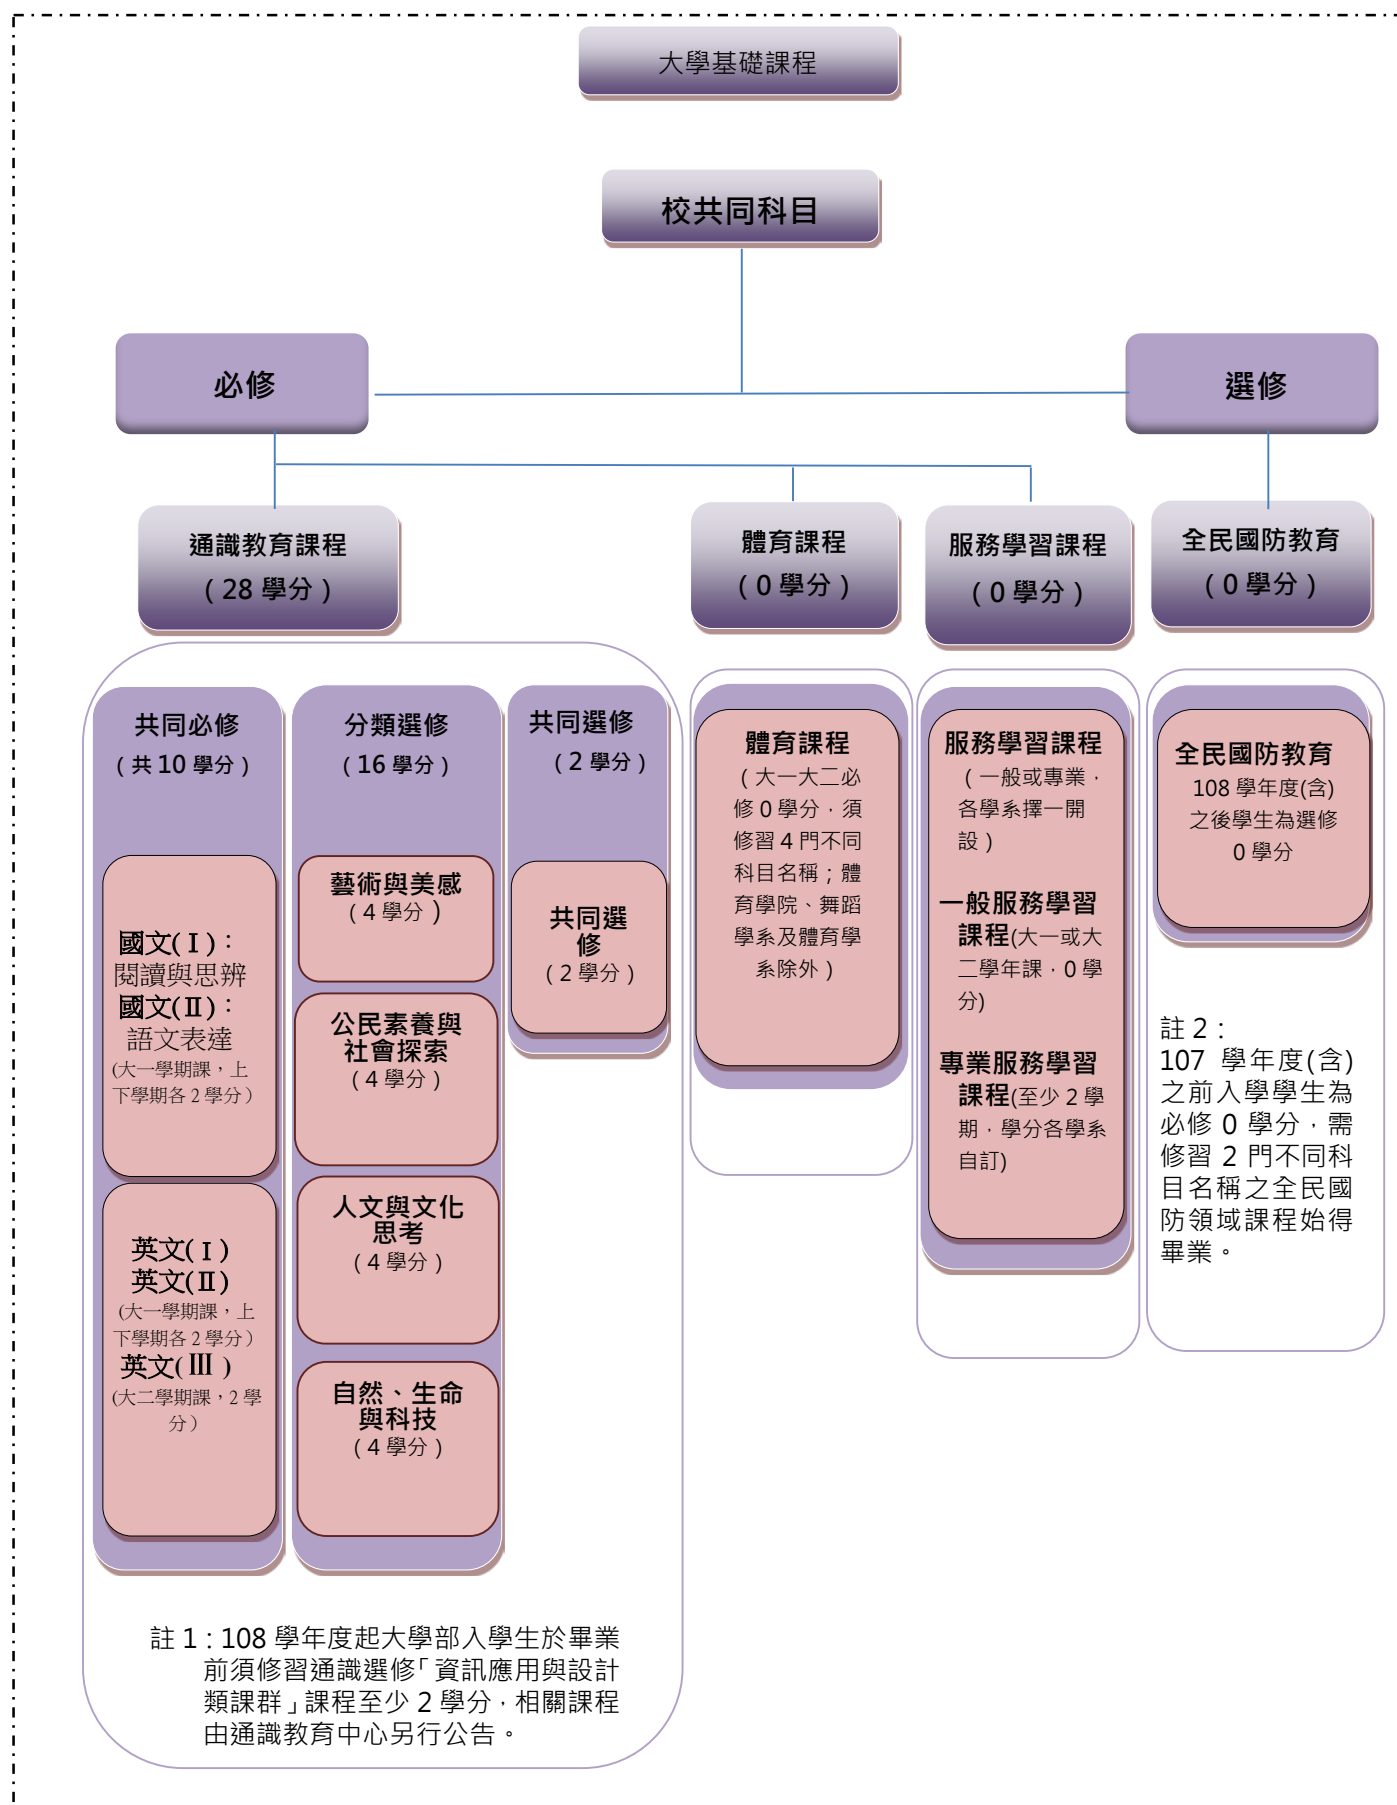 大學基礎課程
校共同科目
必修
選修
通識教育課程
(28 學分)
體育課程
(0 學分)
服務學習課程
(0 學分)
全民國防教育
(0 學分)
共同必修
(共 10 學分)
國文(Ⅰ)：
閱讀與思辨
國文(Ⅱ)：
語文表達
(大一學期課，上
下學期各 2 學分)
英文(Ⅰ)
英文(Ⅱ)
(大一學期課，上
下學期各 2 學分)
英文(Ⅲ)
(大二學期課，2 學
分)
分類選修
(16 學分)
藝術與美感
(4 學分)
公民素養與
社會探索
(4 學分)
人文與文化
思考
(4 學分)
自然、生命
與科技
(4 學分)
共同選修
(2 學分)
共同選
修
(2 學分)
註 1：108 學年度起大學部入學生於畢業
前須修習通識選修「資訊應用與設計
類課群」課程至少 2 學分，相關課程
由通識教育中心另行公告。
體育課程
(大一大二必
修 0 學分，須
修習 4 門不同
科目名稱；體
育學院、舞蹈
學系及體育學
系除外)
服務學習課程
(一般或專業，
各學系擇一開
設)
一般服務學習
課程(大一或大
二學年課，0 學
分)
專業服務學習
課程(至少 2 學
期，學分各學系
自訂)
全民國防教育
108 學年度(含)
之後學生為選修
0 學分
註 2：
107 學年度(含)
之前入學學生為
必修 0 學分，需
修習 2 門不同科
目名稱之全民國
防領域課程始得
畢業。